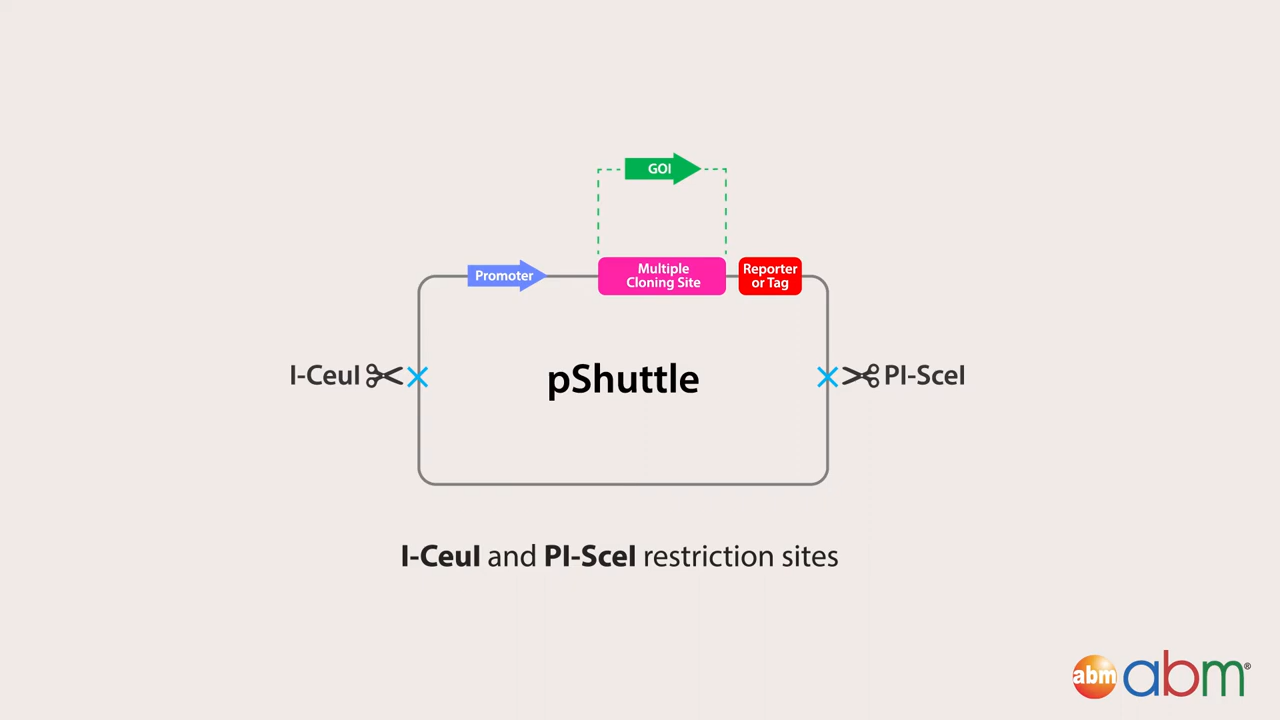 GOI
Promoter
Multiple
Cloning Site
Reporter
or Tag
I-CeuI
pShuttle
PI-SceI
I-CeuI and PI-SceI restriction sites
abm abm®